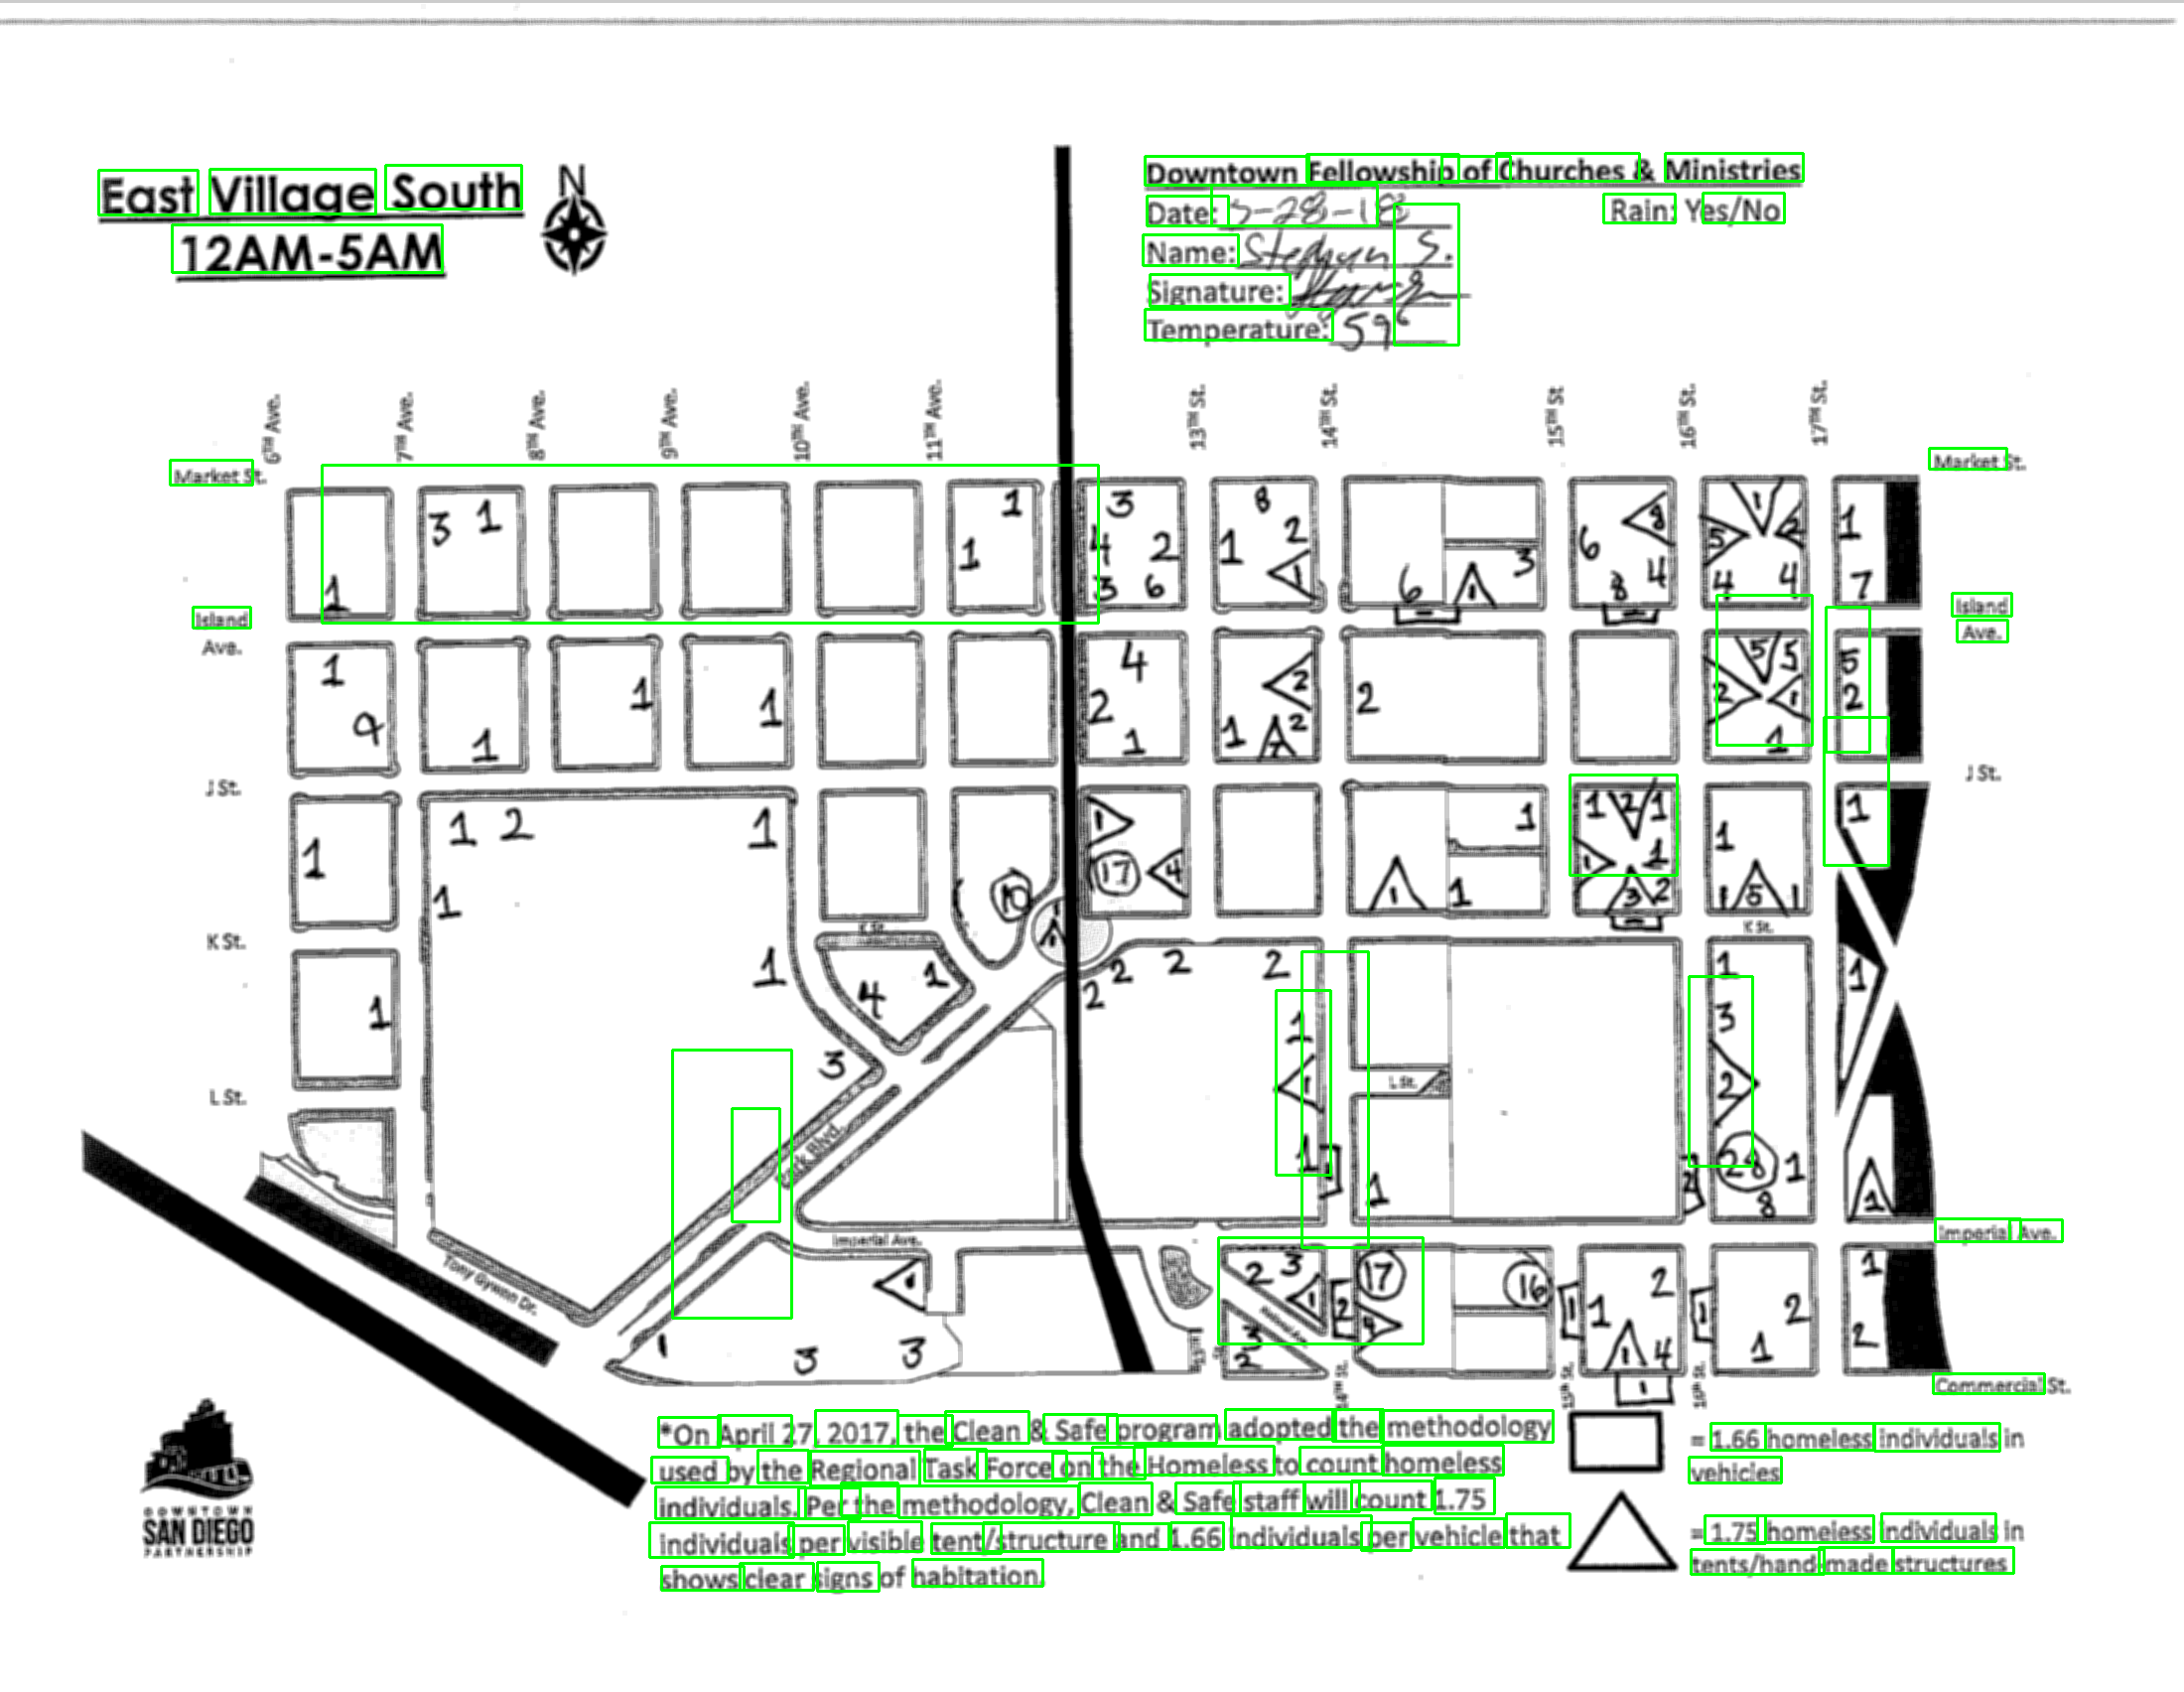 East Village South
12AM-5AM
N
Downtown Fellowship of Churches & Ministries
Date: 5-28-18 Rain: Yes/No
Name: Stephen S.
Signature:
Temperature: 59°
6TH Ave.
7TH Ave.
8TH Ave.
9TH Ave.
10TH Ave.
11TH Ave.
13TH St.
14TH St.
15TH St
16TH St.
17TH St.
Market St.
Market St.
3 1 1 3 8 8 1 2 1
1 4 2 1 2 6 5
1 3 6 1 6 1 3 8 4 4 4 7
Island
Ave.
Island
Ave.
1 4 2 5 5 5
1 1 2 2 2 1 2
9 1 1 1 1 2 1
J St.
J St.
1 2 1 1 1 1 2 1 1 1
1 17 4 1 1
1 10 1 1 3 2 1 5 1
K St.
K St.
K St.
1 4 1 1 2 2 2 2 1 1
1 3 1 3
L St.
L St.
1 2
Park Blvd.
1 1 28 1 1
8
Imperial Ave.
Imperial Ave.
Tony Gywnn Dr.
2 3 1 17 16 2 1
2 4 1 1 1 2
1 3 3 3 2 1 4 1 2
14TH St.
15th St.
16th St.
1
Commercial St.
DOWNTOWN
SAN DIEGO
PARTNERSHIP
*On April 27, 2017, the Clean & Safe program adopted the methodology
used by the Regional Task Force on the Homeless to count homeless
individuals. Per the methodology, Clean & Safe staff will count 1.75
individuals per visible tent/structure and 1.66 individuals per vehicle that
shows clear signs of habitation.
= 1.66 homeless individuals in
vehicles
= 1.75 homeless individuals in
tents/hand made structures